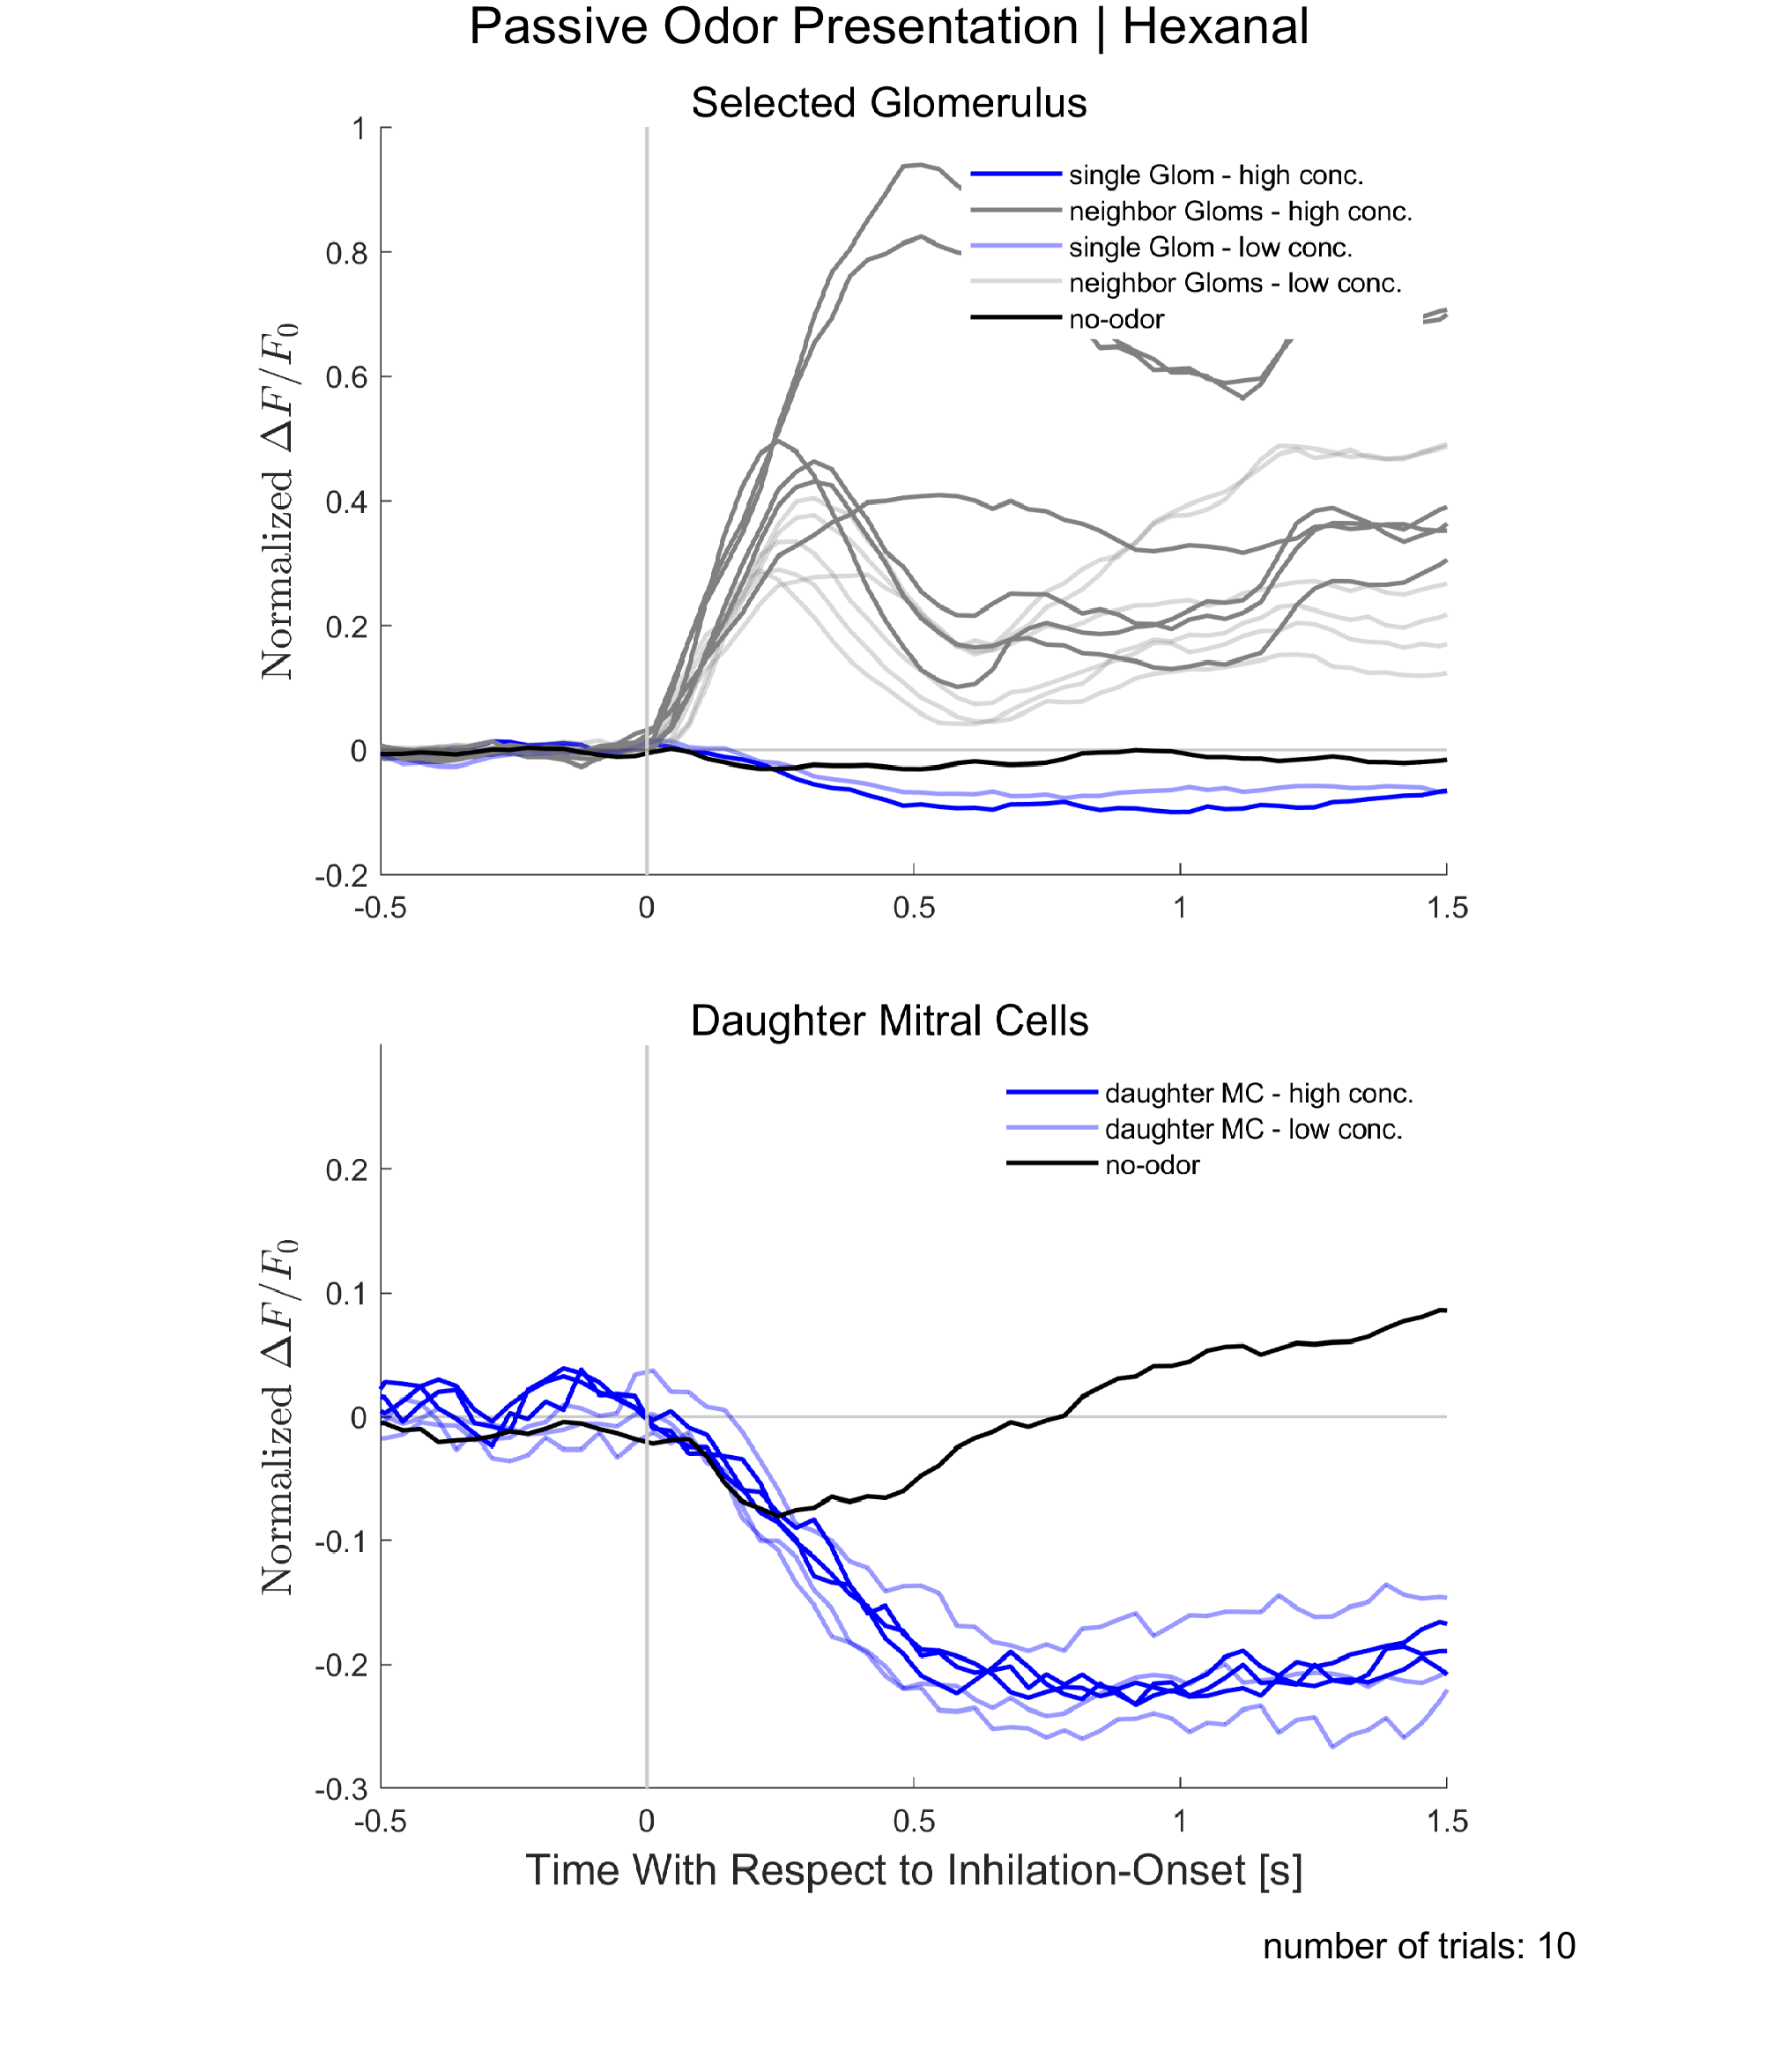 Passive Odor Presentation | Hexanal
Selected Glomerulus
1
0.8
0.6
0.4
0.2
0
-0.2
Normalized ΔF/F₀
single Glom - high conc.
neighbor Gloms - high conc.
single Glom - low conc.
neighbor Gloms - low conc.
no-odor
-0.5 0 0.5 1 1.5
Daughter Mitral Cells
0.2
0.1
0
-0.1
-0.2
-0.3
Normalized ΔF/F₀
daughter MC - high conc.
daughter MC - low conc.
no-odor
-0.5 0 0.5 1 1.5
Time With Respect to Inhilation-Onset [s]
number of trials: 10